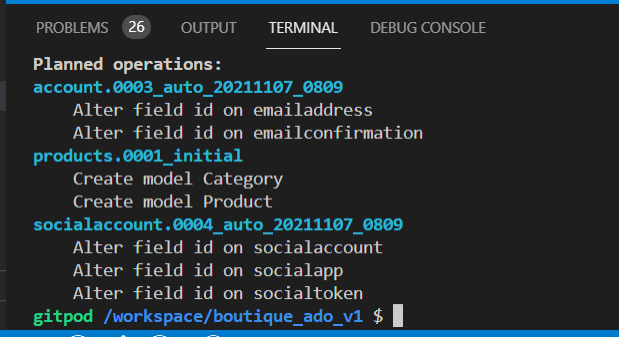 PROBLEMS 26 OUTPUT TERMINAL DEBUG CONSOLE
Planned operations:
account.0003_auto_20211107_0809
    Alter field id on emailaddress
    Alter field id on emailconfirmation
products.0001_initial
    Create model Category
    Create model Product
socialaccount.0004_auto_20211107_0809
    Alter field id on socialaccount
    Alter field id on socialapp
    Alter field id on socialtoken
gitpod /workspace/boutique_ado_v1 $